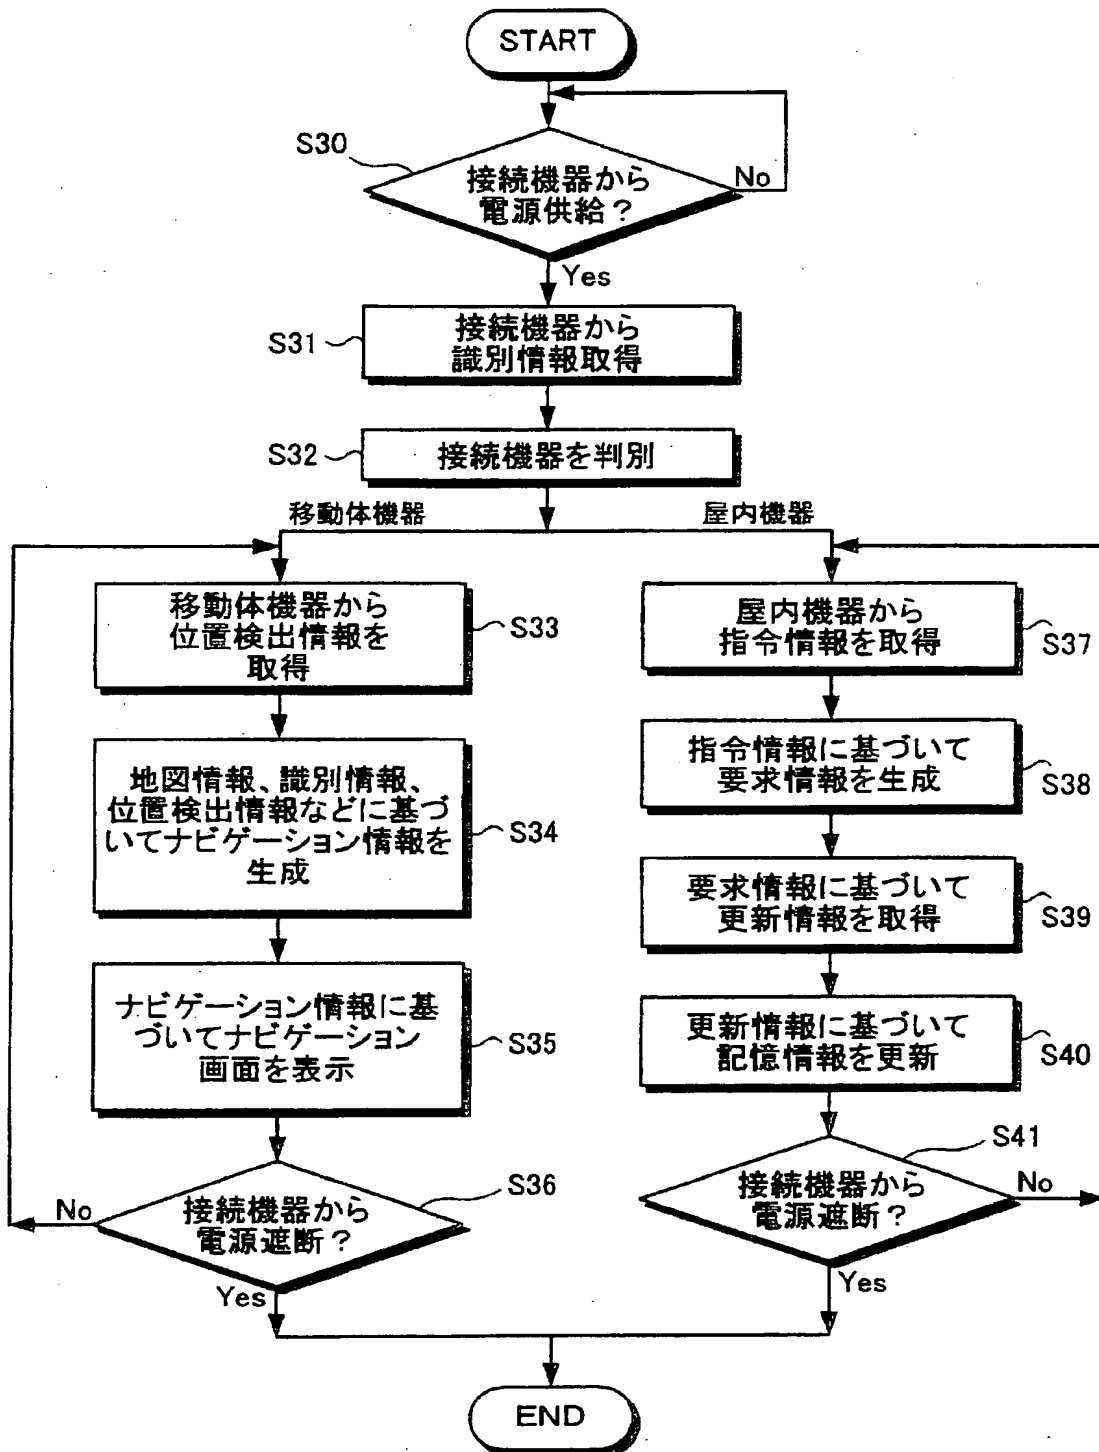 START
S30
接続機器から
電源供給？
No
Yes
S31
接続機器から
識別情報取得
S32
接続機器を判別
移動体機器
屋内機器
移動体機器から
位置検出情報を
取得
S33
地図情報、識別情報、
位置検出情報などに基づ
いてナビゲーション情報を
生成
S34
ナビゲーション情報に基
づいてナビゲーション
画面を表示
S35
接続機器から
電源遮断？
S36
No
Yes
屋内機器から
指令情報を取得
S37
指令情報に基づいて
要求情報を生成
S38
要求情報に基づいて
更新情報を取得
S39
更新情報に基づいて
記憶情報を更新
S40
S41
接続機器から
電源遮断？
No
Yes
END